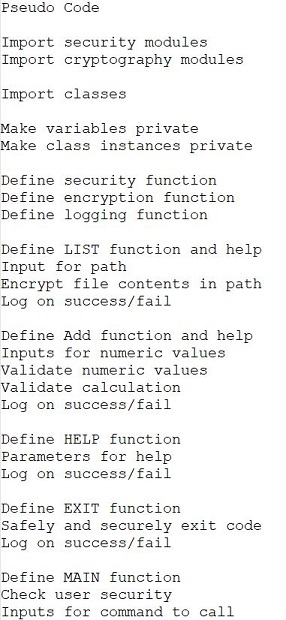 Pseudo Code
Import security modules
Import cryptography modules
Import classes
Make variables private
Make class instances private
Define security function
Define encryption function
Define logging function
Define LIST function and help
Input for path
Encrypt file contents in path
Log on success/fail
Define Add function and help
Inputs for numeric values
Validate numeric values
Validate calculation
Log on success/fail
Define HELP function
Parameters for help
Log on success/fail
Define EXIT function
Safely and securely exit code
Log on success/fail
Define MAIN function
Check user security
Inputs for command to call